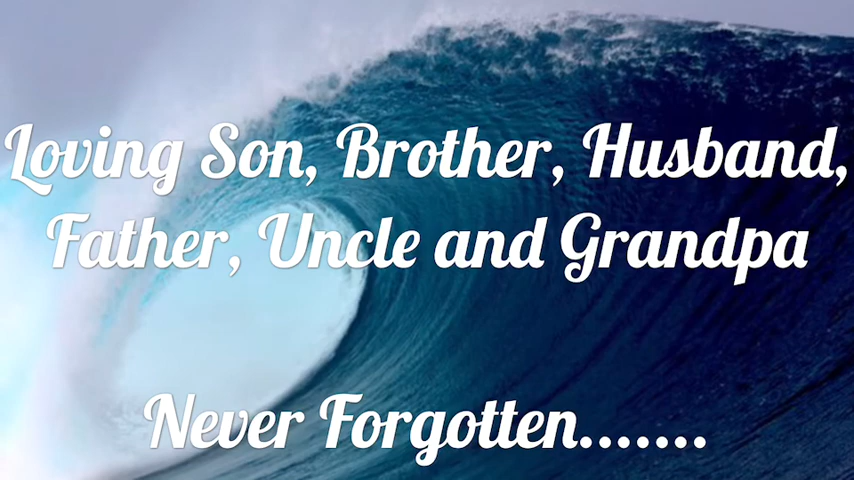 Loving Son, Brother, Husband,
Father, Uncle and Grandpa
Never Forgotten.......